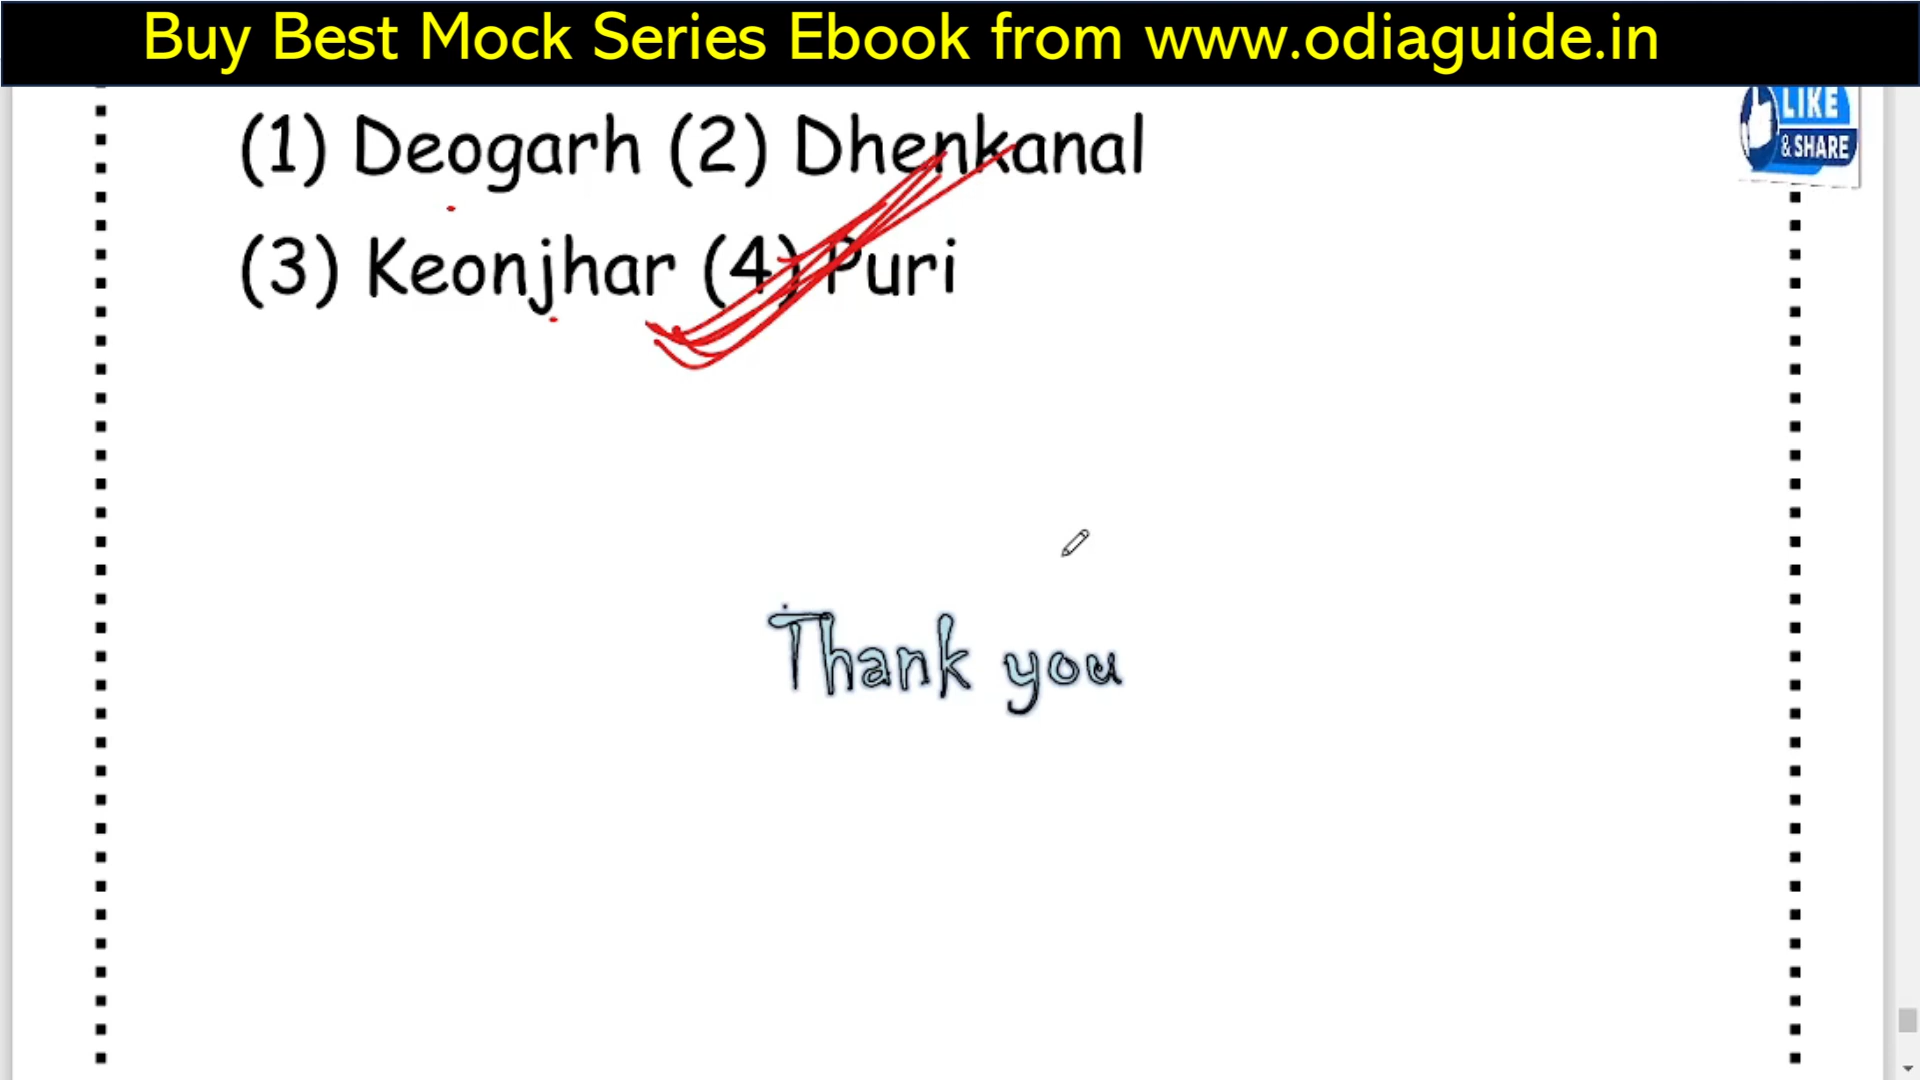 Buy Best Mock Series Ebook from www.odiaguide.in
LIKE
& SHARE
(1) Deogarh (2) Dhenkanal
(3) Keonjhar (4) Puri
Thank you